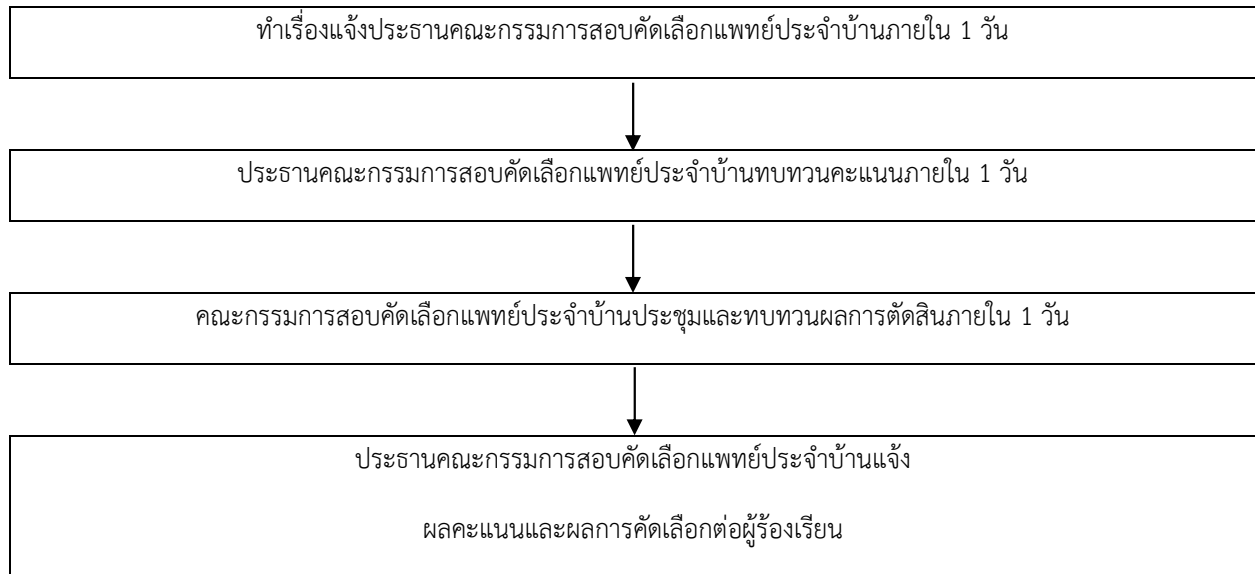 ทำเรื่องแจ้งประธานคณะกรรมการสอบคัดเลือกแพทย์ประจำบ้านภายใน 1 วัน
ประธานคณะกรรมการสอบคัดเลือกแพทย์ประจำบ้านทบทวนคะแนนภายใน 1 วัน
คณะกรรมการสอบคัดเลือกแพทย์ประจำบ้านประชุมและทบทวนผลการตัดสินภายใน 1 วัน
ประธานคณะกรรมการสอบคัดเลือกแพทย์ประจำบ้านแจ้ง
ผลคะแนนและผลการคัดเลือกต่อผู้ร้องเรียน